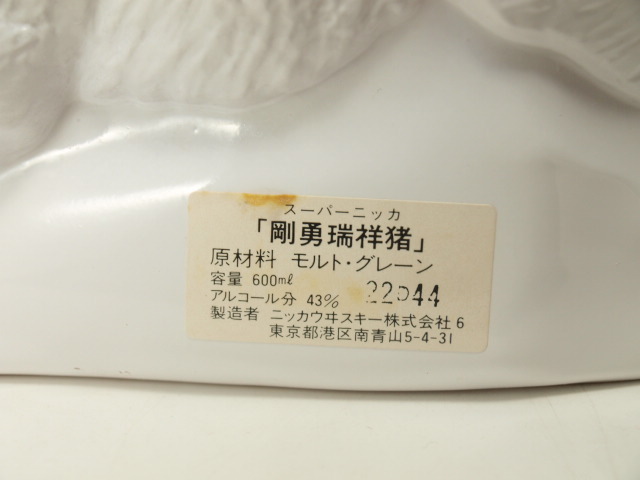 スーパーニッカ
「剛勇瑞祥猪」
原材料 モルト・グレーン
容量 600㎖
アルコール分 43% 22044
製造者 ニッカウヰスキー株式会社 6
東京都港区南青山5-4-31